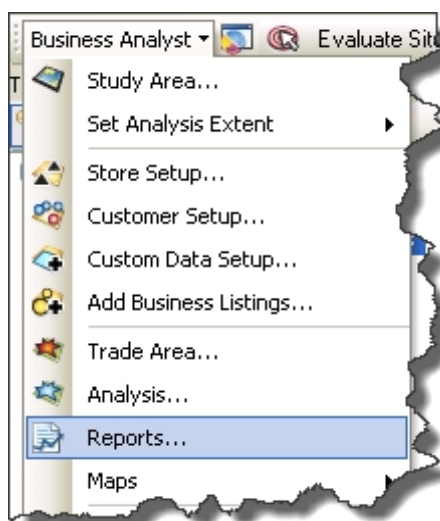 Business Analyst Evaluate Site
T
Study Area...
Set Analysis Extent
Store Setup...
Customer Setup...
Custom Data Setup...
Add Business Listings...
Trade Area...
Analysis...
Reports...
Maps